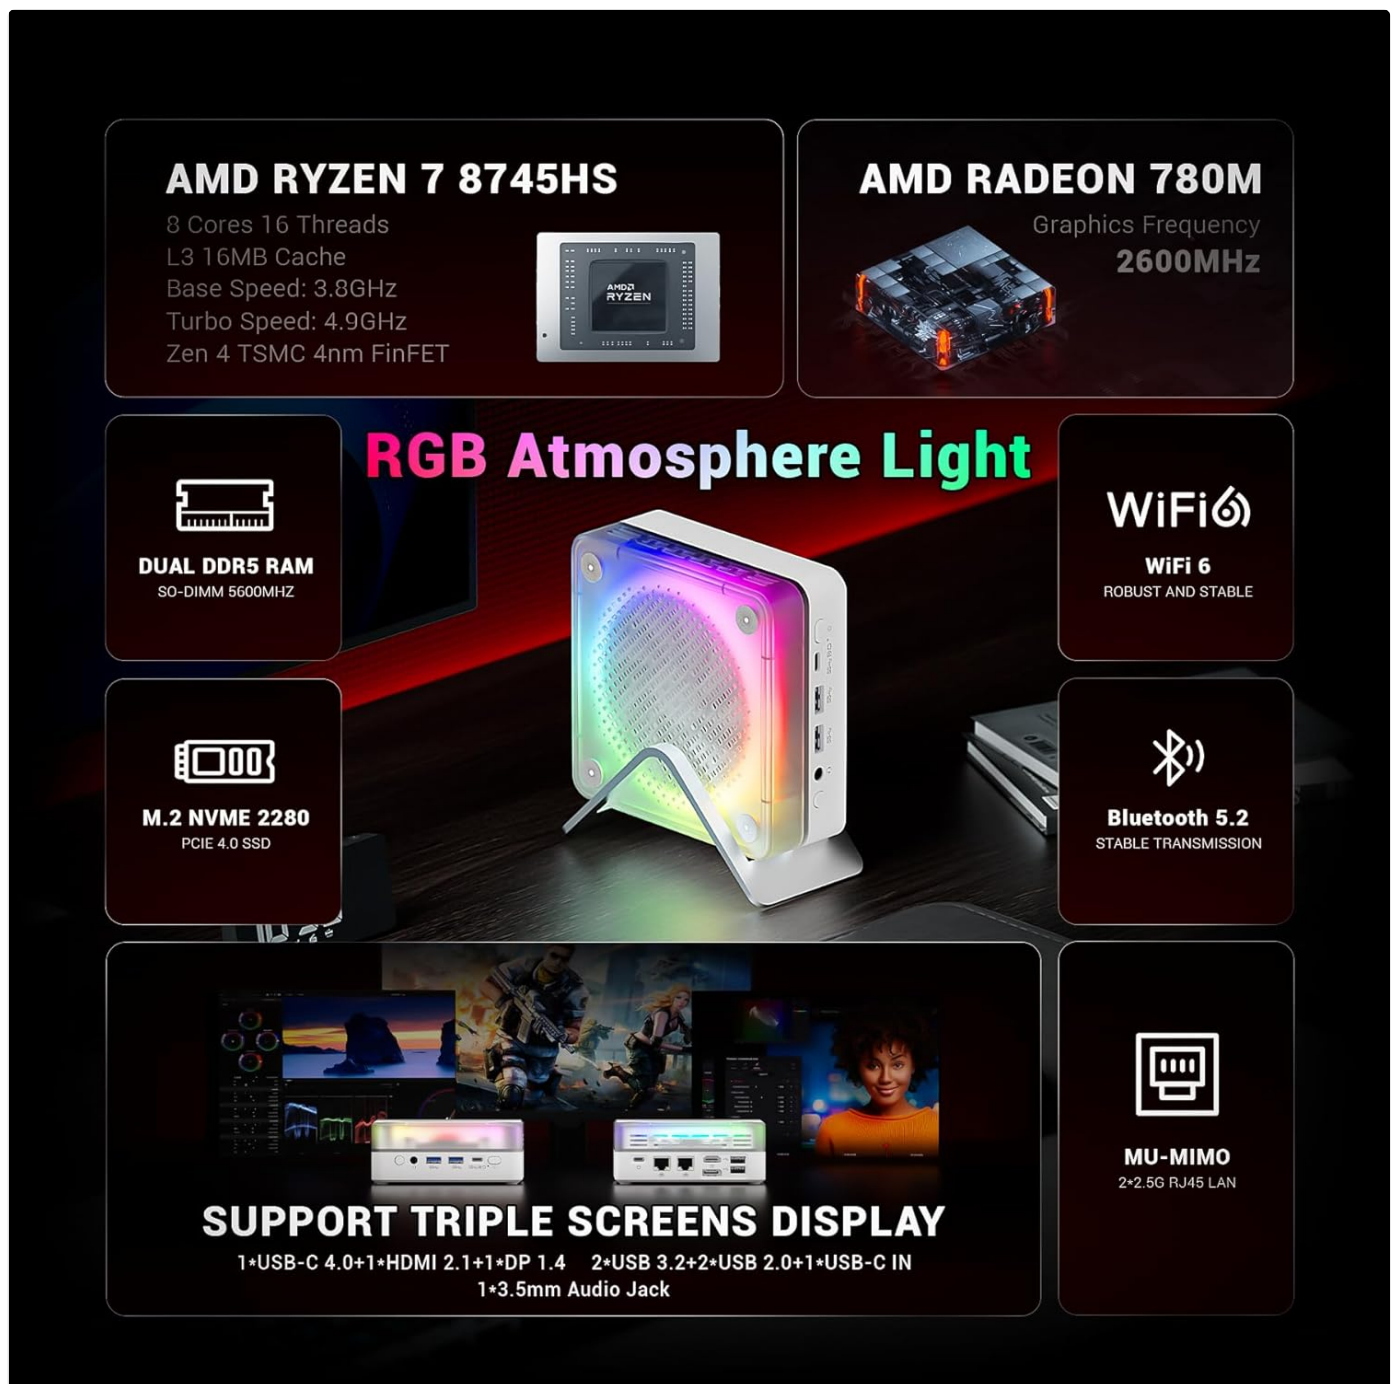 AMD RYZEN 7 8745HS
8 Cores 16 Threads
L3 16MB Cache
Base Speed: 3.8GHz
Turbo Speed: 4.9GHz
Zen 4 TSMC 4nm FinFET
AMD
RYZEN
AMD RADEON 780M
Graphics Frequency
2600MHz
RGB Atmosphere Light
DUAL DDR5 RAM
SO-DIMM 5600MHZ
WiFi6
WiFi 6
ROBUST AND STABLE
M.2 NVME 2280
PCIE 4.0 SSD
Bluetooth 5.2
STABLE TRANSMISSION
SUPPORT TRIPLE SCREENS DISPLAY
1*USB-C 4.0+1*HDMI 2.1+1*DP 1.4 2*USB 3.2+2*USB 2.0+1*USB-C IN
1*3.5mm Audio Jack
MU-MIMO
2*2.5G RJ45 LAN